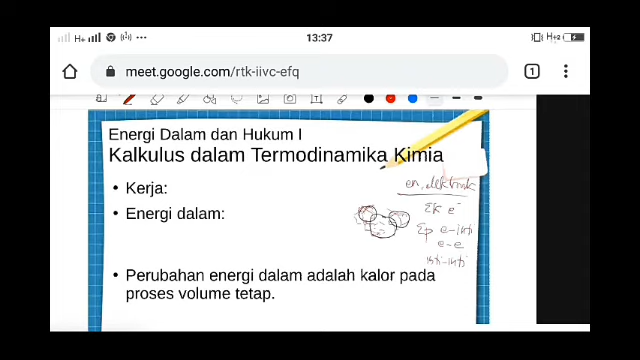 13:37
meet.google.com/rtk-iivc-efq
1
Energi Dalam dan Hukum I
Kalkulus dalam Termodinamika Kimia
• Kerja:
• Energi dalam:
en. elektronik
Ek e-
Ep e-inti
e-e
inti-inti
• Perubahan energi dalam adalah kalor pada
proses volume tetap.